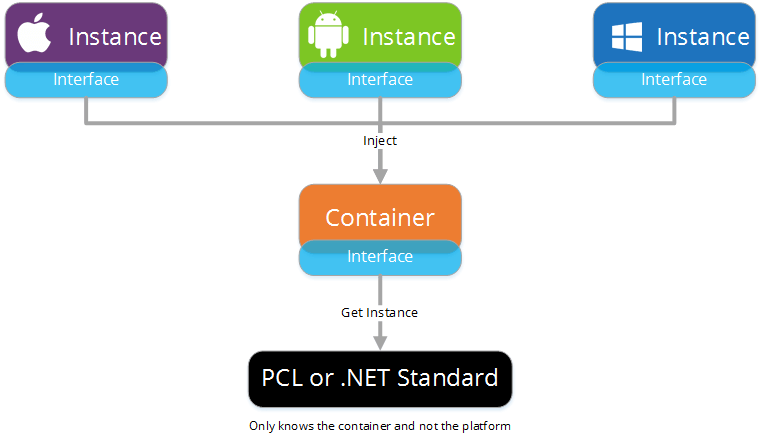 Instance
Instance
Instance
Interface
Interface
Interface
Inject
Container
Interface
Get Instance
PCL or .NET Standard
Only knows the container and not the platform